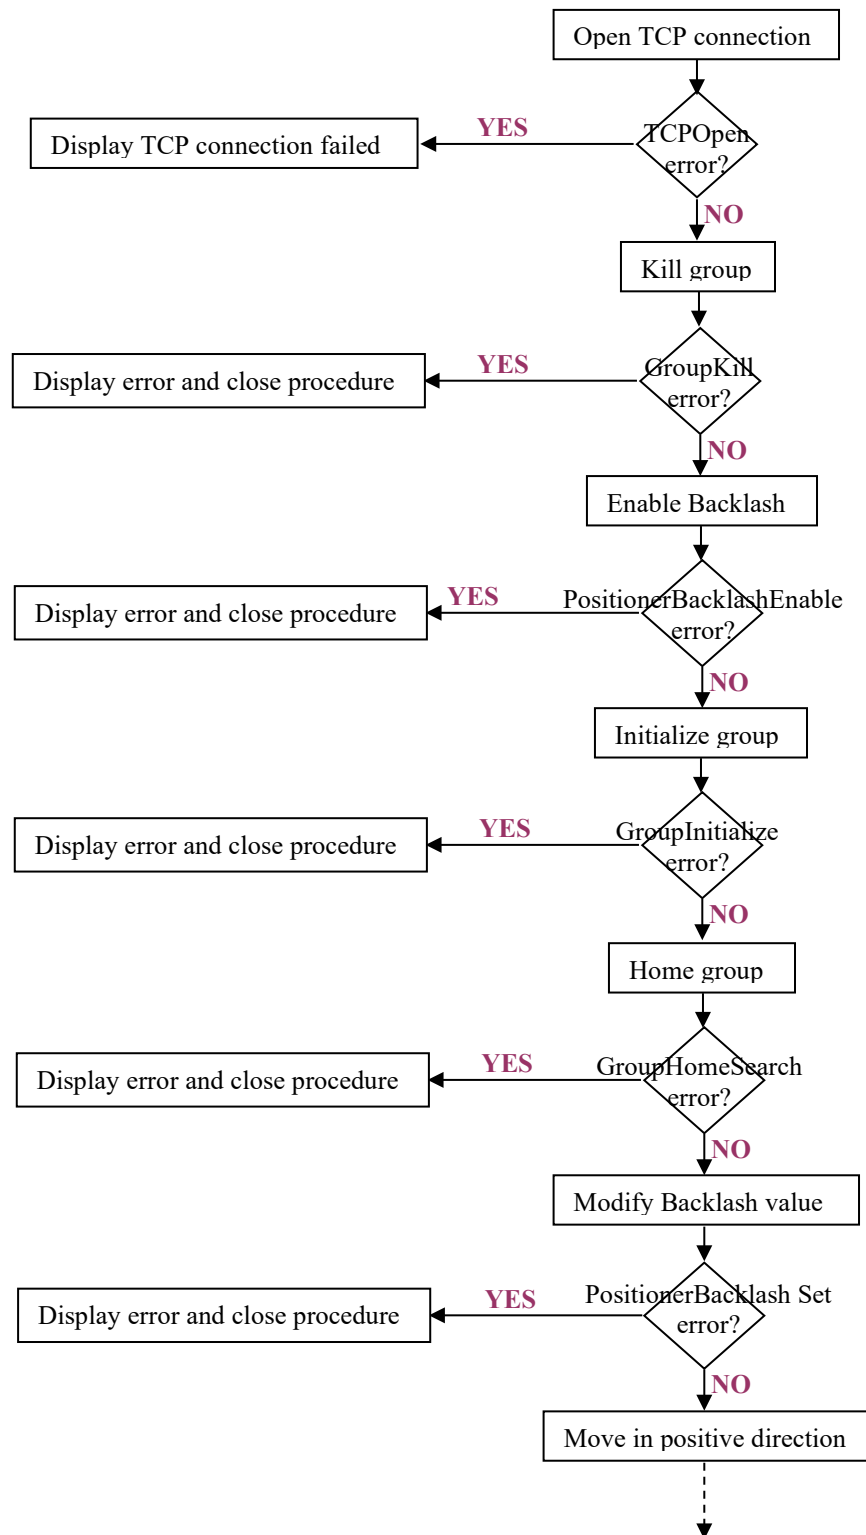 Open TCP connection
YES
TCPOpen
error?
Display TCP connection failed
NO
Kill group
YES
GroupKill
error?
Display error and close procedure
NO
Enable Backlash
YES
PositionerBacklashEnable
error?
Display error and close procedure
NO
Initialize group
YES
GroupInitialize
error?
Display error and close procedure
NO
Home group
YES
GroupHomeSearch
error?
Display error and close procedure
NO
Modify Backlash value
YES
PositionerBacklash Set
error?
Display error and close procedure
NO
Move in positive direction